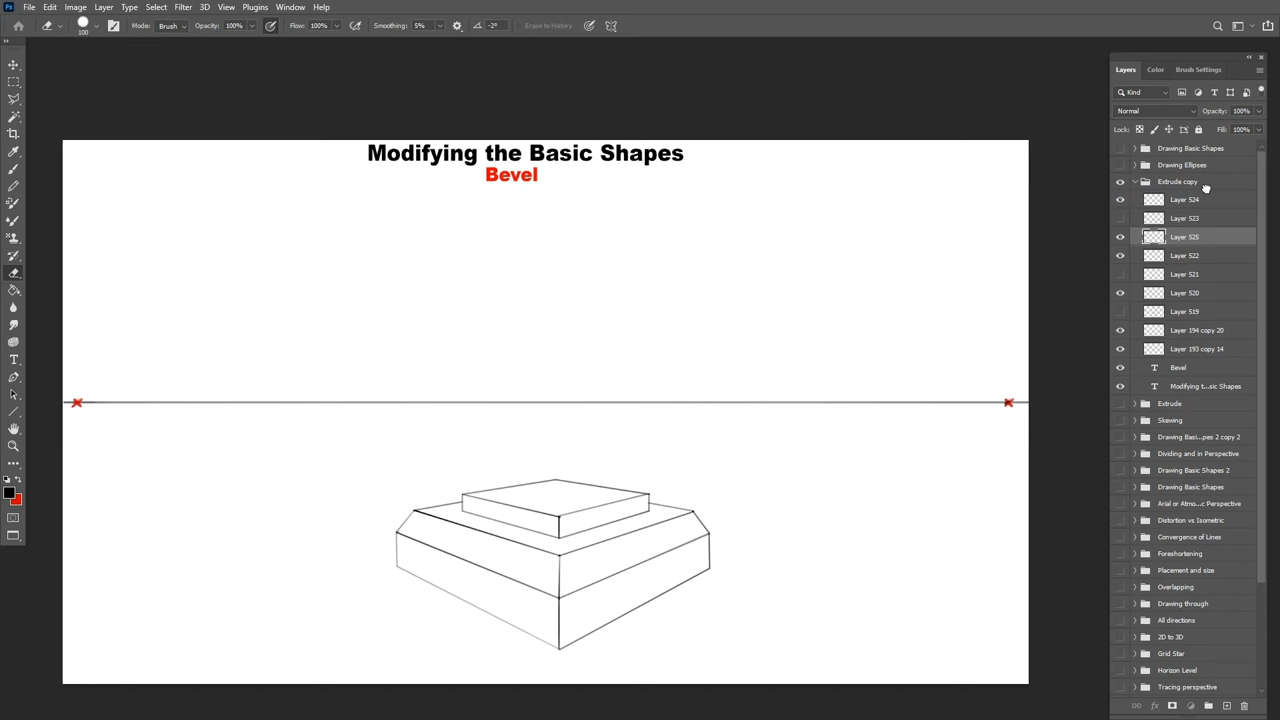 Ps File Edit Image Layer Type Select Filter 3D View Plugins Window Help
100 Mode: Brush Opacity: 100% Flow: 100% Smoothing: 5% -2° Erase to History
Layers Color Brush Settings
Kind
Normal Opacity: 100%
Lock: Fill: 100%
Modifying the Basic Shapes
Bevel
Drawing Basic Shapes
Drawing Ellipses
Extrude copy
Layer 524
Layer 523
Layer 525
Layer 522
Layer 521
Layer 520
Layer 519
Layer 194 copy 20
Layer 193 copy 14
T Bevel
T Modifying t...sic Shapes
Extrude
Skewing
Drawing Basi...pes 2 copy 2
Dividing and in Perspective
Drawing Basic Shapes 2
Drawing Basic Shapes
Arial or Atmo...c Perspective
Distortion vs Isometric
Convergence of Lines
Foreshortening
Placement and size
Overlapping
Drawing through
All directions
2D to 3D
Grid Star
Horizon Level
Tracing perspective
fx